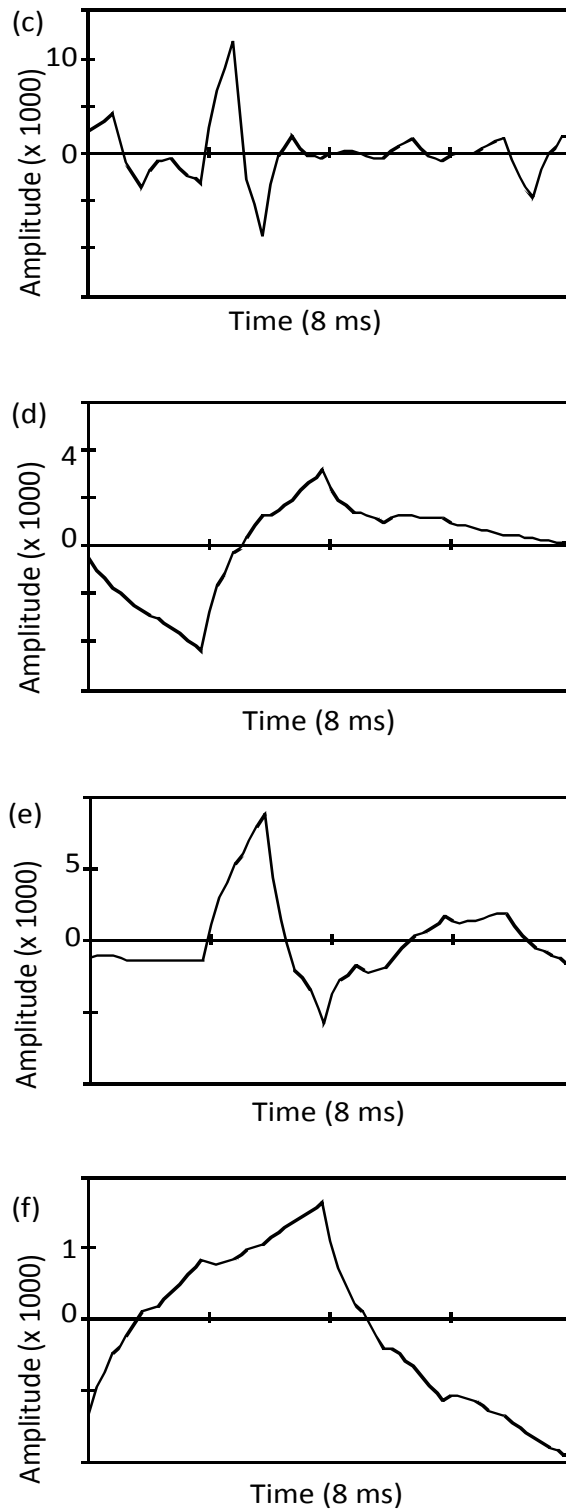 (c)
10
0
Amplitude (x 1000)
Time (8 ms)
(d)
4
0
Amplitude (x 1000)
Time (8 ms)
(e)
5
0
Amplitude (x 1000)
Time (8 ms)
(f)
1
0
Amplitude (x 1000)
Time (8 ms)